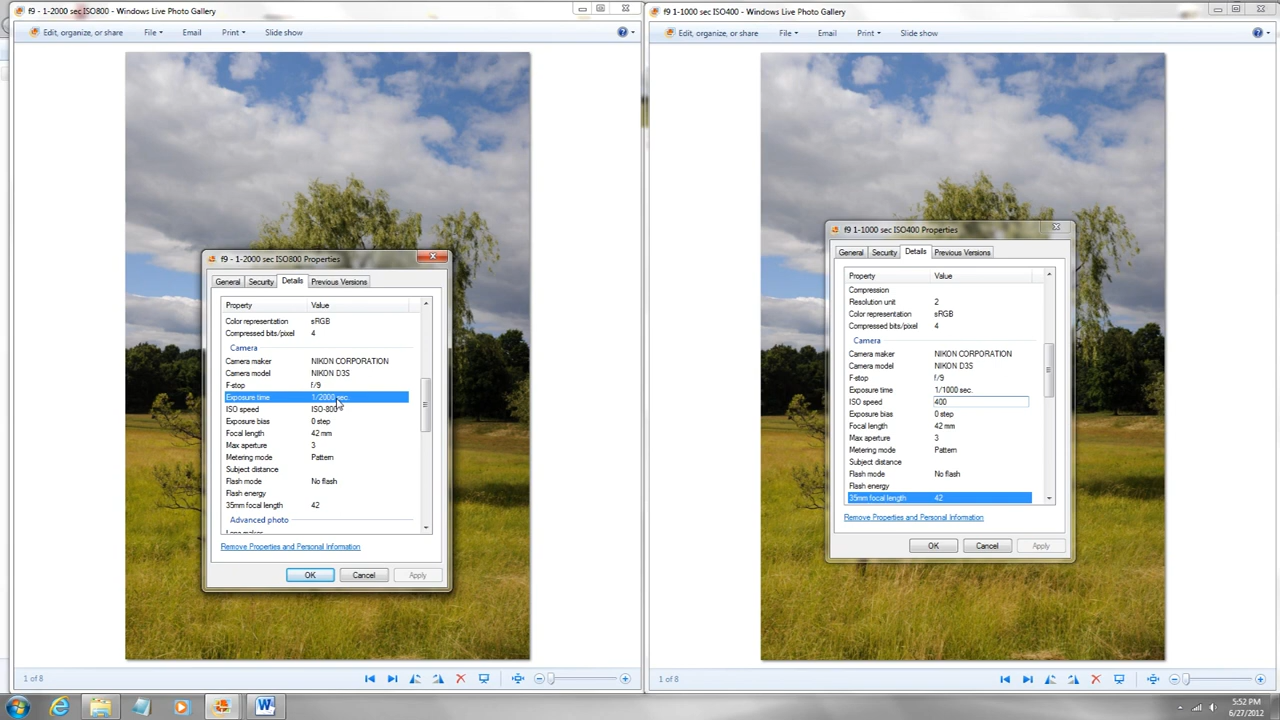 f9 - 1-2000 sec ISO800 - Windows Live Photo Gallery
Edit, organize, or share File Email Print Slide show
f9 - 1-2000 sec ISO800 Properties
General Security Details Previous Versions
Property Value
Color representation sRGB
Compressed bits/pixel 4
Camera
Camera maker NIKON CORPORATION
Camera model NIKON D3S
F-stop f/9
Exposure time 1/2000 sec.
ISO speed ISO-800
Exposure bias 0 step
Focal length 42 mm
Max aperture 3
Metering mode Pattern
Subject distance
Flash mode No flash
Flash energy
35mm focal length 42
Advanced photo
Remove Properties and Personal Information
OK Cancel Apply
1 of 8
f9 1-1000 sec ISO400 - Windows Live Photo Gallery
Edit, organize, or share File Email Print Slide show
f9 1-1000 sec ISO400 Properties
General Security Details Previous Versions
Property Value
Compression
Resolution unit 2
Color representation sRGB
Compressed bits/pixel 4
Camera
Camera maker NIKON CORPORATION
Camera model NIKON D3S
F-stop f/9
Exposure time 1/1000 sec.
ISO speed 400
Exposure bias 0 step
Focal length 42 mm
Max aperture 3
Metering mode Pattern
Subject distance
Flash mode No flash
Flash energy
35mm focal length 42
Remove Properties and Personal Information
OK Cancel Apply
1 of 8
5:52 PM
6/27/2012